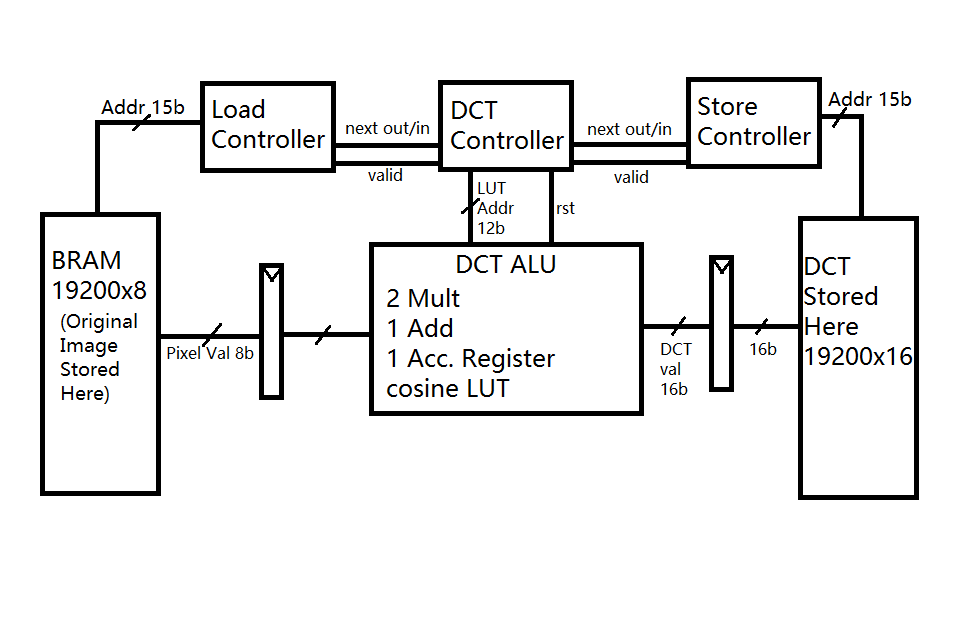 Addr 15b
Load
Controller
next out/in
valid
DCT
Controller
next out/in
valid
Store
Controller
Addr 15b
LUT
Addr
12b
rst
BRAM
19200x8
(Original
Image
Stored
Here)
Pixel Val 8b
DCT ALU
2 Mult
1 Add
1 Acc. Register
cosine LUT
DCT
val
16b
16b
DCT
Stored
Here
19200x16